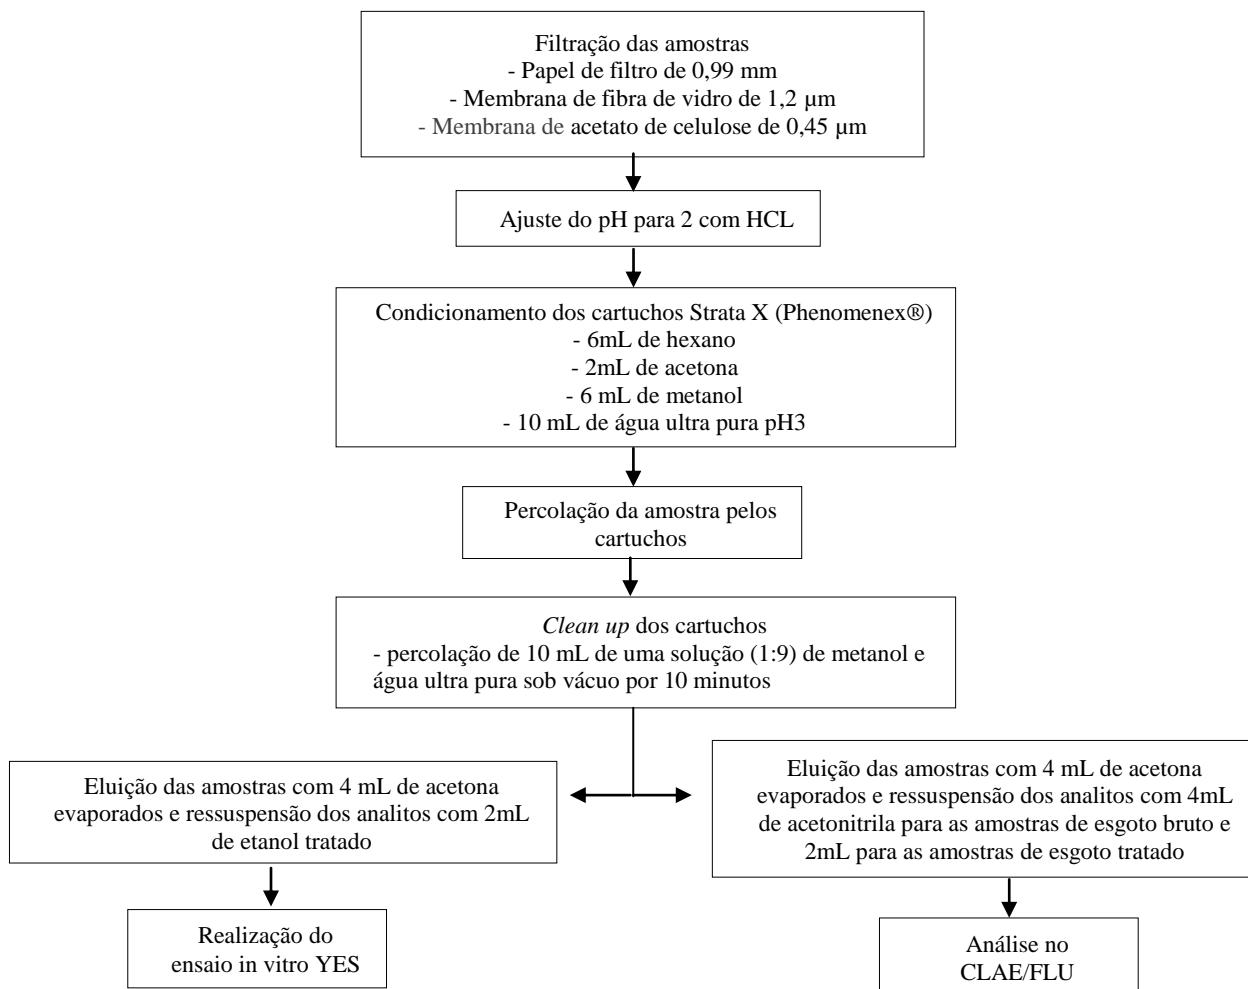 Filtração das amostras
- Papel de filtro de 0,99 mm
- Membrana de fibra de vidro de 1,2 µm
- Membrana de acetato de celulose de 0,45 µm
Ajuste do pH para 2 com HCL
Condicionamento dos cartuchos Strata X (Phenomenex®)
- 6mL de hexano
- 2mL de acetona
- 6 mL de metanol
- 10 mL de água ultra pura pH3
Percolação da amostra pelos
cartuchos
Clean up dos cartuchos
- percolação de 10 mL de uma solução (1:9) de metanol e
água ultra pura sob vácuo por 10 minutos
Eluição das amostras com 4 mL de acetona
evaporados e ressuspensão dos analitos com 2mL
de etanol tratado
Realização do
ensaio in vitro YES
Eluição das amostras com 4 mL de acetona
evaporados e ressuspensão dos analitos com 4mL
de acetonitrila para as amostras de esgoto bruto e
2mL para as amostras de esgoto tratado
Análise no
CLAE/FLU